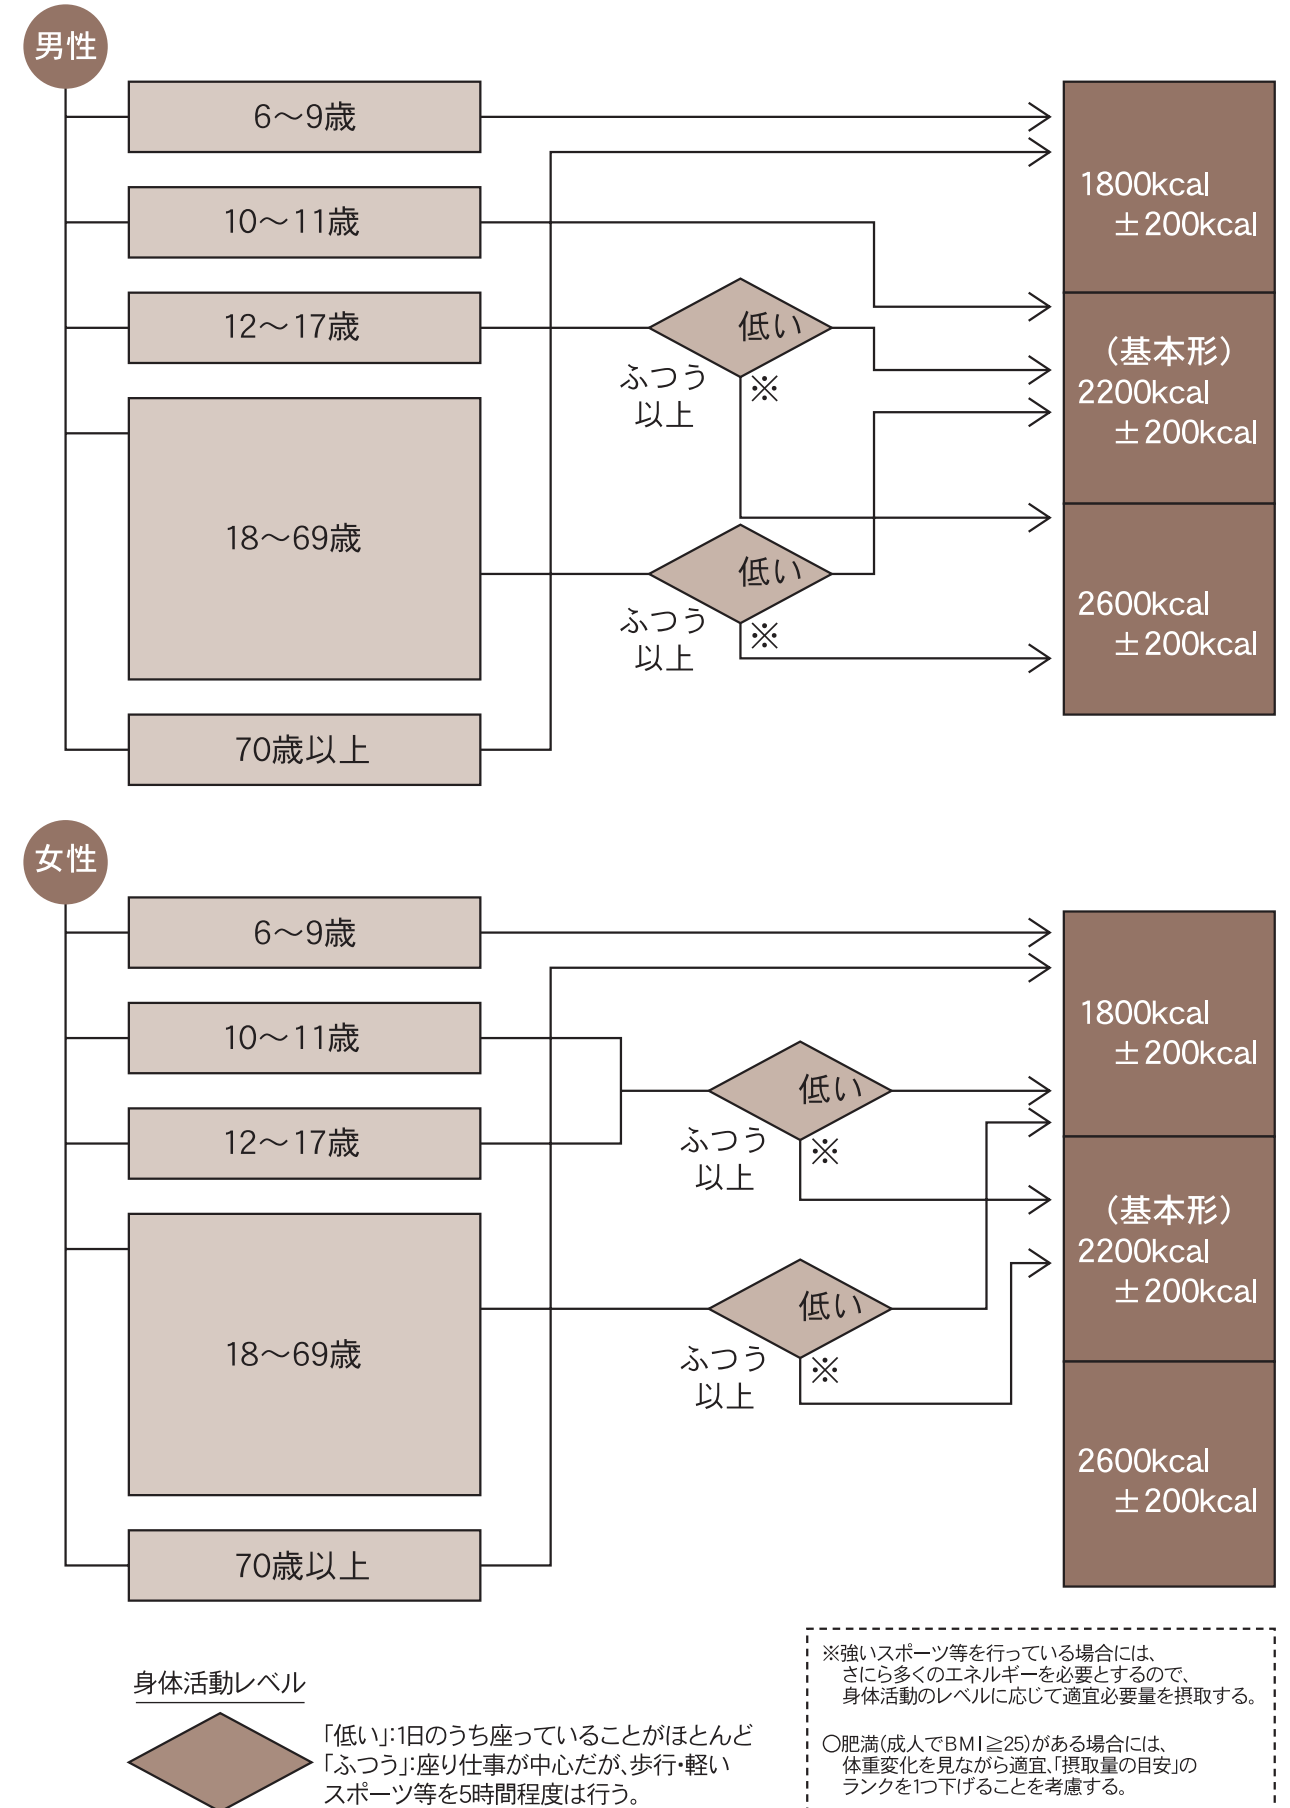 男性
6〜9歳
10〜11歳
12〜17歳
18〜69歳
70歳以上
低い
ふつう
以上
※
低い
ふつう
以上
※
1800kcal
±200kcal
（基本形）
2200kcal
±200kcal
2600kcal
±200kcal
女性
6〜9歳
10〜11歳
12〜17歳
18〜69歳
70歳以上
低い
ふつう
以上
※
低い
ふつう
以上
※
1800kcal
±200kcal
（基本形）
2200kcal
±200kcal
2600kcal
±200kcal
身体活動レベル
「低い」：1日のうち座っていることがほとんど
「ふつう」：座り仕事が中心だが、歩行・軽い
スポーツ等を5時間程度は行う。
※強いスポーツ等を行っている場合には、
さにら多くのエネルギーを必要とするので、
身体活動のレベルに応じて適宜必要量を摂取する。
○肥満（成人でBMI≧25）がある場合には、
体重変化を見ながら適宜、「摂取量の目安」の
ランクを1つ下げることを考慮する。